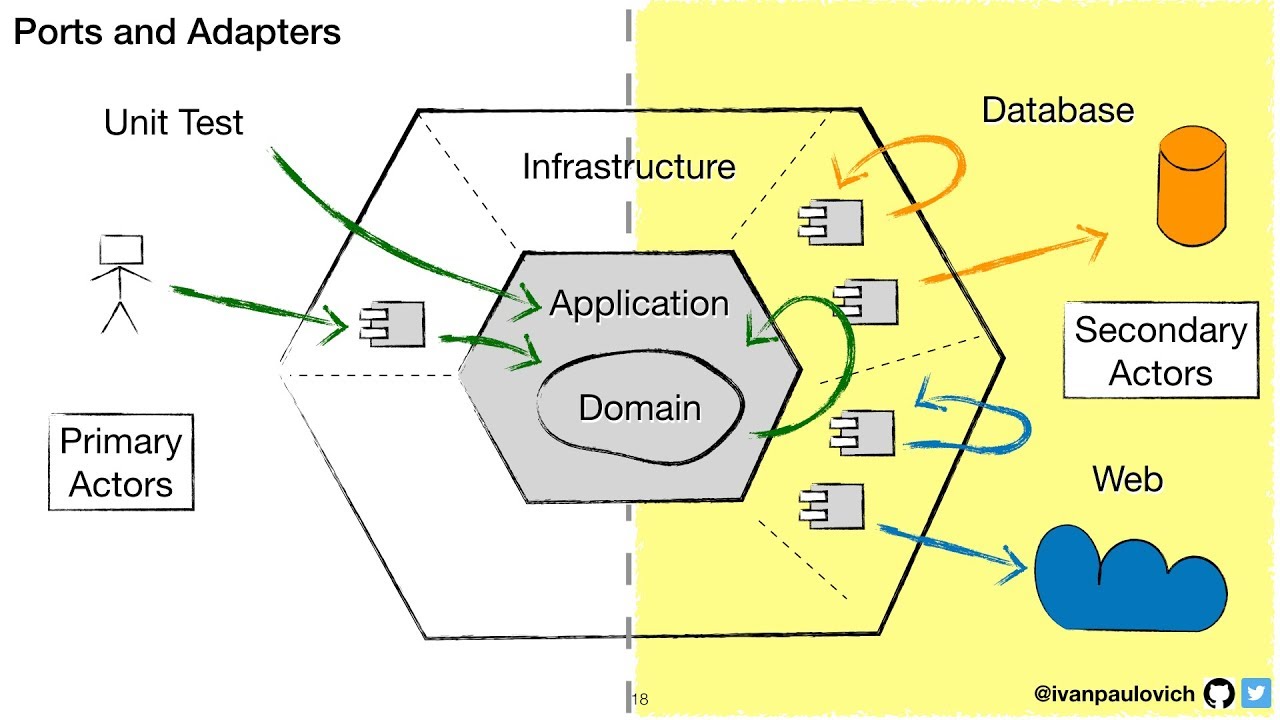 Ports and Adapters
Unit Test
Infrastructure
Database
Application
Domain
Secondary
Actors
Primary
Actors
Web
18
@ivanpaulovich